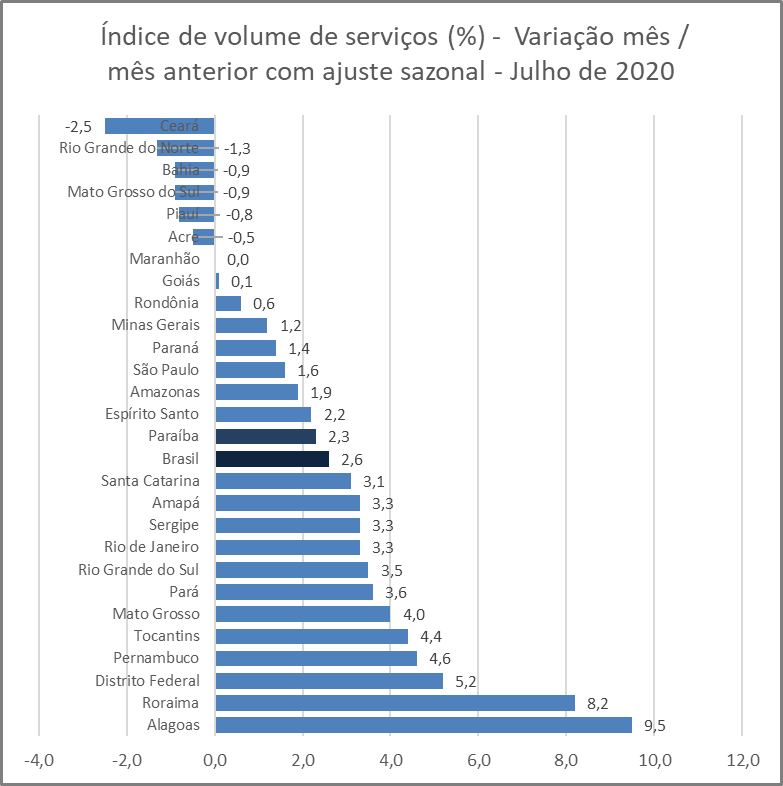 Índice de volume de serviços (%) - Variação mês /
mês anterior com ajuste sazonal - Julho de 2020
-2,5 Ceará
Rio Grande do Norte -1,3
Bahia -0,9
Mato Grosso do Sul -0,9
Piauí -0,8
Acre -0,5
Maranhão 0,0
Goiás 0,1
Rondônia 0,6
Minas Gerais 1,2
Paraná 1,4
São Paulo 1,6
Amazonas 1,9
Espírito Santo 2,2
Paraíba 2,3
Brasil 2,6
Santa Catarina 3,1
Amapá 3,3
Sergipe 3,3
Rio de Janeiro 3,3
Rio Grande do Sul 3,5
Pará 3,6
Mato Grosso 4,0
Tocantins 4,4
Pernambuco 4,6
Distrito Federal 5,2
Roraima 8,2
Alagoas 9,5
-4,0 -2,0 0,0 2,0 4,0 6,0 8,0 10,0 12,0